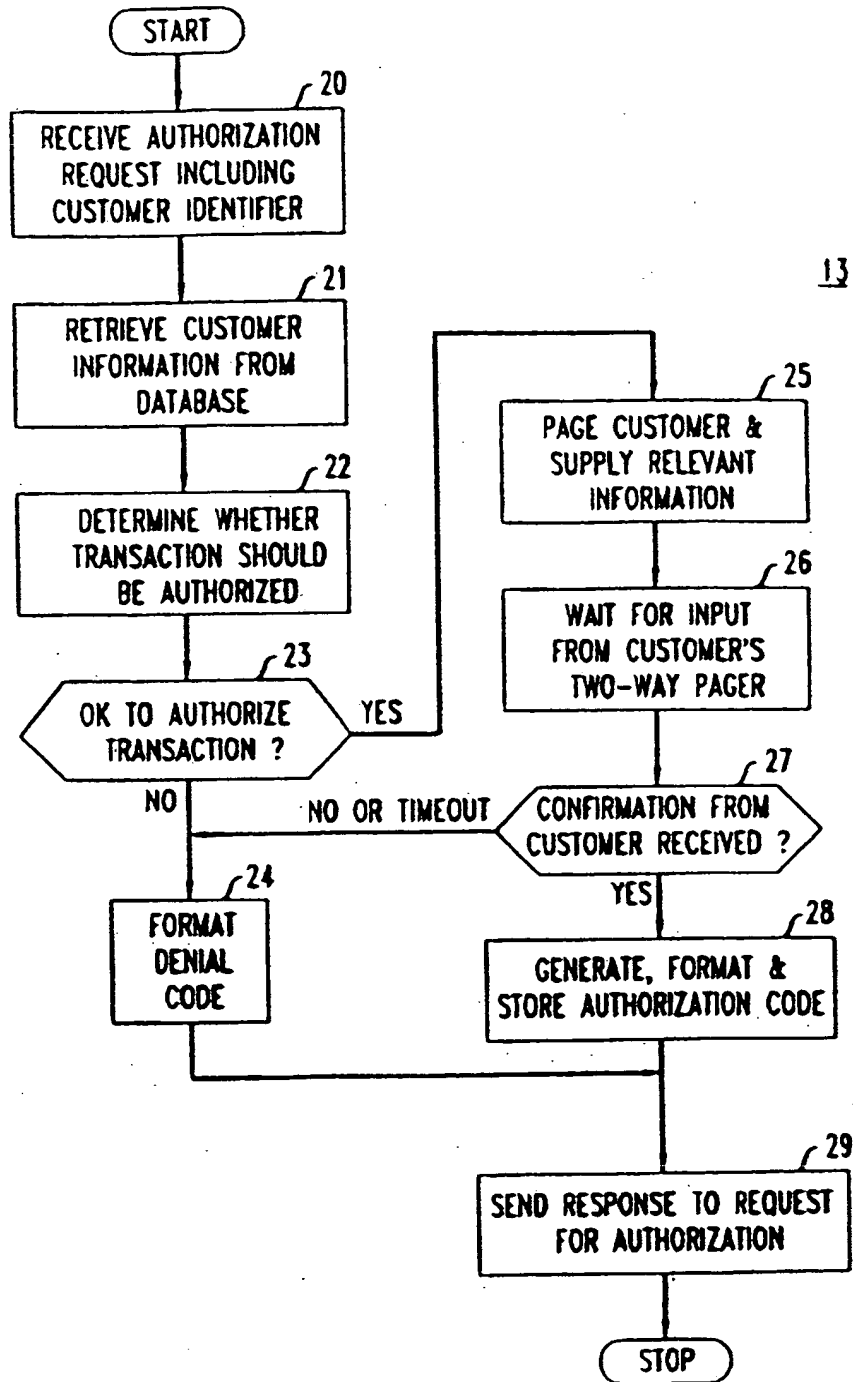 START
20
RECEIVE AUTHORIZATION
REQUEST INCLUDING
CUSTOMER IDENTIFIER
21
RETRIEVE CUSTOMER
INFORMATION FROM
DATABASE
22
DETERMINE WHETHER
TRANSACTION SHOULD
BE AUTHORIZED
23
OK TO AUTHORIZE
TRANSACTION ?
YES
NO
24
FORMAT
DENIAL
CODE
13
25
PAGE CUSTOMER &
SUPPLY RELEVANT
INFORMATION
26
WAIT FOR INPUT
FROM CUSTOMER'S
TWO-WAY PAGER
27
CONFIRMATION FROM
CUSTOMER RECEIVED ?
NO OR TIMEOUT
YES
28
GENERATE, FORMAT &
STORE AUTHORIZATION CODE
29
SEND RESPONSE TO REQUEST
FOR AUTHORIZATION
STOP